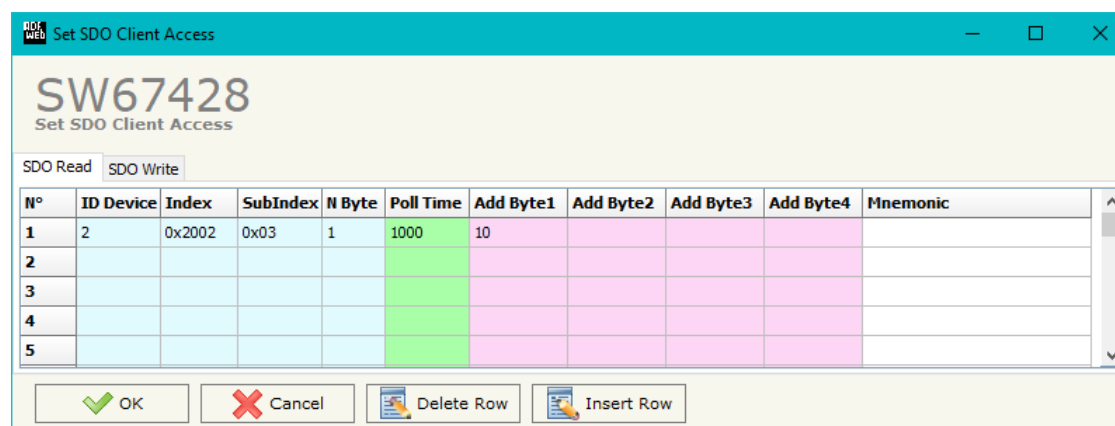 ADF WEB Set SDO Client Access
SW67428
Set SDO Client Access
SDO Read SDO Write
N° ID Device Index SubIndex N Byte Poll Time Add Byte1 Add Byte2 Add Byte3 Add Byte4 Mnemonic
1 2 0x2002 0x03 1 1000 10
2
3
4
5
OK Cancel Delete Row Insert Row